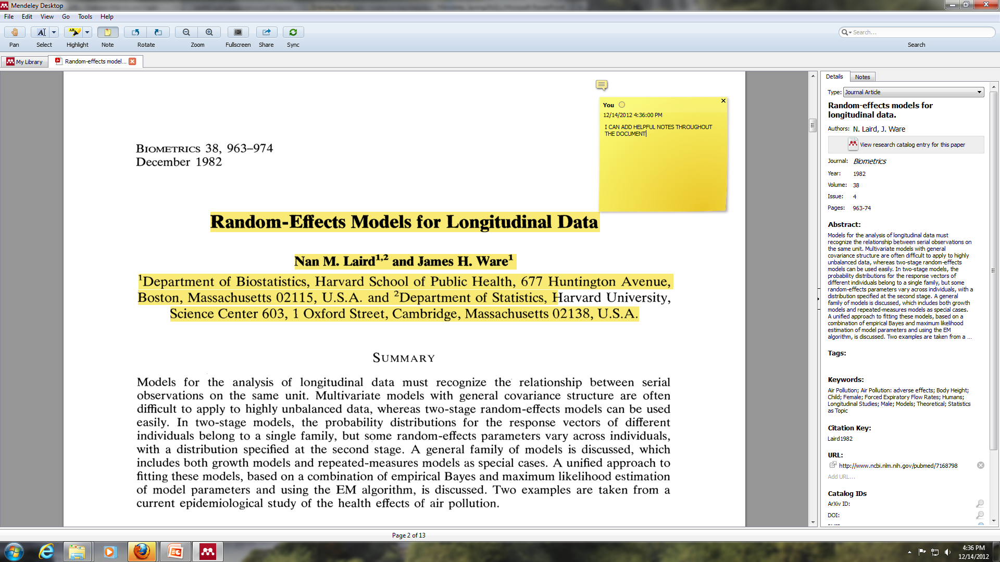 Mendeley Desktop
File Edit View Go Tools Help
Pan Select Highlight Note Rotate Zoom Fullscreen Share Sync
Search...
Search
My Library Random-effects model...
You
12/14/2012 4:36:00 PM
I CAN ADD HELPFUL NOTES THROUGHOUT
THE DOCUMENT
BIOMETRICS 38, 963–974
December 1982
Random-Effects Models for Longitudinal Data
Nan M. Laird1,2 and James H. Ware1
1Department of Biostatistics, Harvard School of Public Health, 677 Huntington Avenue,
Boston, Massachusetts 02115, U.S.A. and 2Department of Statistics, Harvard University,
Science Center 603, 1 Oxford Street, Cambridge, Massachusetts 02138, U.S.A.
SUMMARY
Models for the analysis of longitudinal data must recognize the relationship between serial
observations on the same unit. Multivariate models with general covariance structure are often
difficult to apply to highly unbalanced data, whereas two-stage random-effects models can be used
easily. In two-stage models, the probability distributions for the response vectors of different
individuals belong to a single family, but some random-effects parameters vary across individuals,
with a distribution specified at the second stage. A general family of models is discussed, which
includes both growth models and repeated-measures models as special cases. A unified approach to
fitting these models, based on a combination of empirical Bayes and maximum likelihood estimation
of model parameters and using the EM algorithm, is discussed. Two examples are taken from a
current epidemiological study of the health effects of air pollution.
Details Notes
Type: Journal Article
Random-effects models for
longitudinal data.
Authors: N. Laird, J. Ware
View research catalog entry for this paper
Journal: Biometrics
Year: 1982
Volume: 38
Issue: 4
Pages: 963-74
Abstract:
Models for the analysis of longitudinal data must
recognize the relationship between serial observations on
the same unit. Multivariate models with general
covariance structure are often difficult to apply to highly
unbalanced data, whereas two-stage random-effects
models can be used easily. In two-stage models, the
probability distributions for the response vectors of
different individuals belong to a single family, but some
random-effects parameters vary across individuals, with a
distribution specified at the second stage. A general
family of models is discussed, which includes both growth
models and repeated-measures models as special cases.
A unified approach to fitting these models, based on a
combination of empirical Bayes and maximum likelihood
estimation of model parameters and using the EM
algorithm, is discussed. Two examples are taken from a ...
Tags:
Keywords:
Air Pollution; Air Pollution: adverse effects; Body Height;
Child; Female; Forced Expiratory Flow Rates; Humans;
Longitudinal Studies; Male; Models; Theoretical; Statistics
as Topic
Citation Key:
Laird1982
URL:
http://www.ncbi.nlm.nih.gov/pubmed/7168798
Add URL...
Catalog IDs
ArXiv ID:
DOI:
Page 2 of 13
4:36 PM
12/14/2012